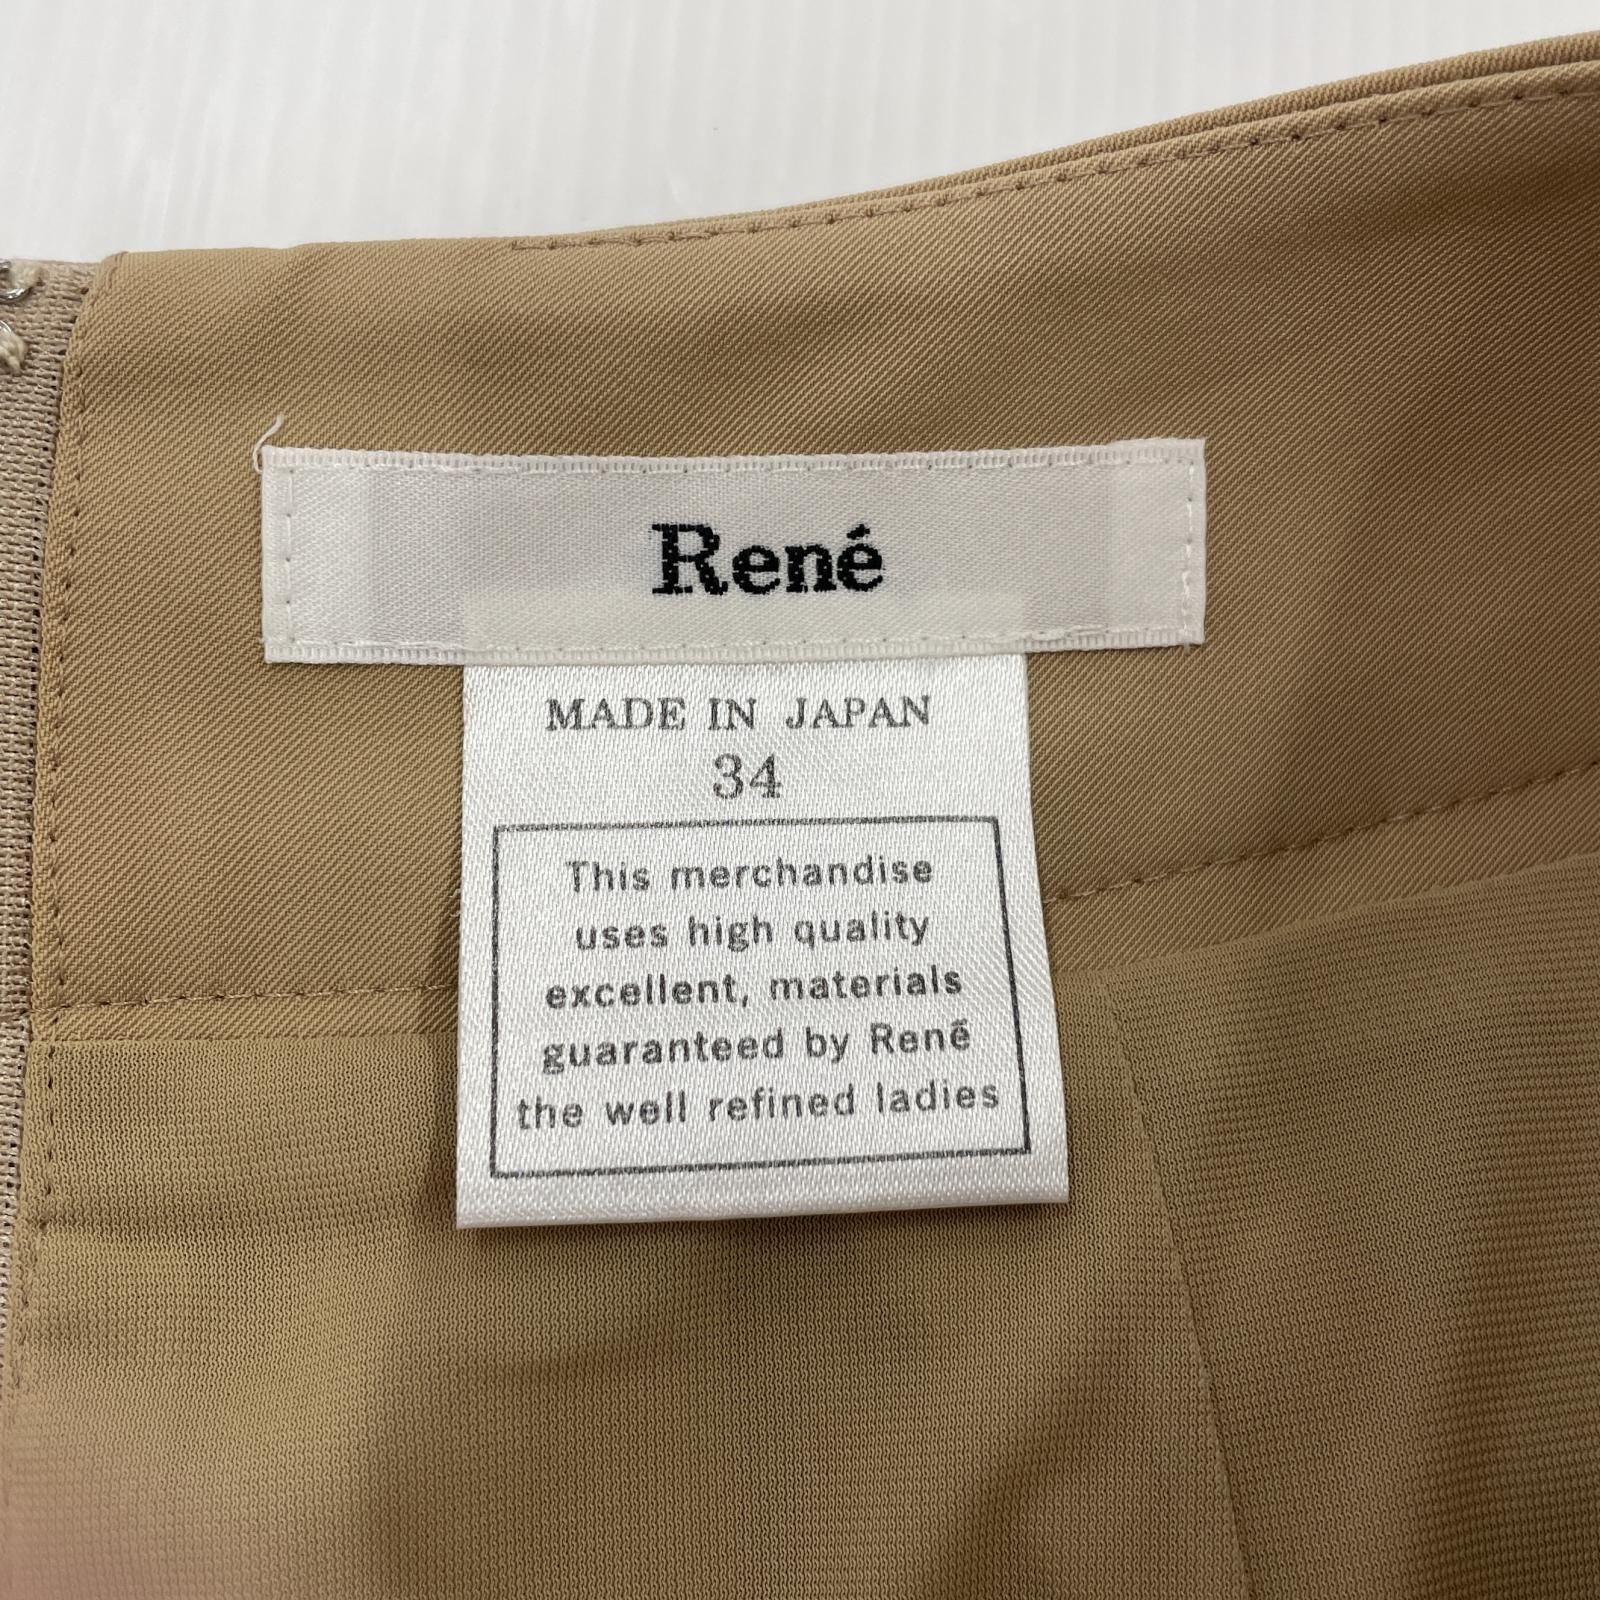 René
MADE IN JAPAN
34
This merchandise
uses high quality
excellent, materials
guaranteed by René
the well refined ladies